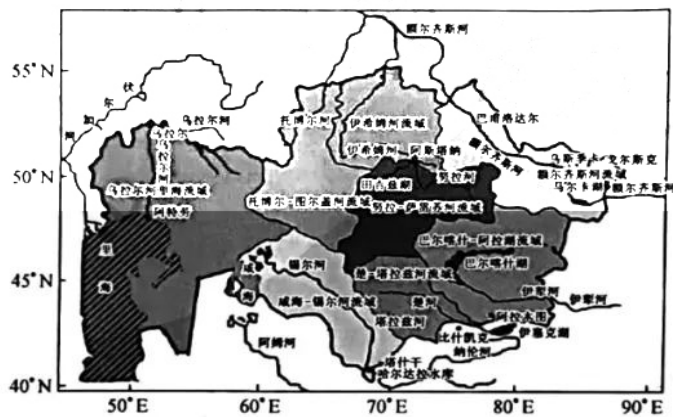 额尔齐斯河
55°N
伏
尔
加
河
乌拉尔河
托博尔河
巴甫洛达尔
伊希姆河流域
乌拉尔
乌拉尔河
伊希姆河
阿斯塔纳
额尔齐斯河
乌斯季卡
戈尔斯克
50°N
田吉兹湖
努拉河
额尔齐斯河流域
乌拉尔河里海流域
马尔卡湖
额尔齐斯河
托博尔-图尔盖河流域
努拉-萨雷苏河流域
阿特劳
巴尔喀什-阿拉湖流域
里
海
45°N
咸
海
锡尔河
楚-塔拉兹河流域
巴尔喀什湖
咸海-锡尔河流域
楚河
伊犁河
伊犁河
塔拉兹河
阿拉木图
阿姆河
比什凯克
伊塞克湖
纳伦河
塔什干
40°N
哈尔达拉水库
50°E
60°E
70°E
80°E
90°E